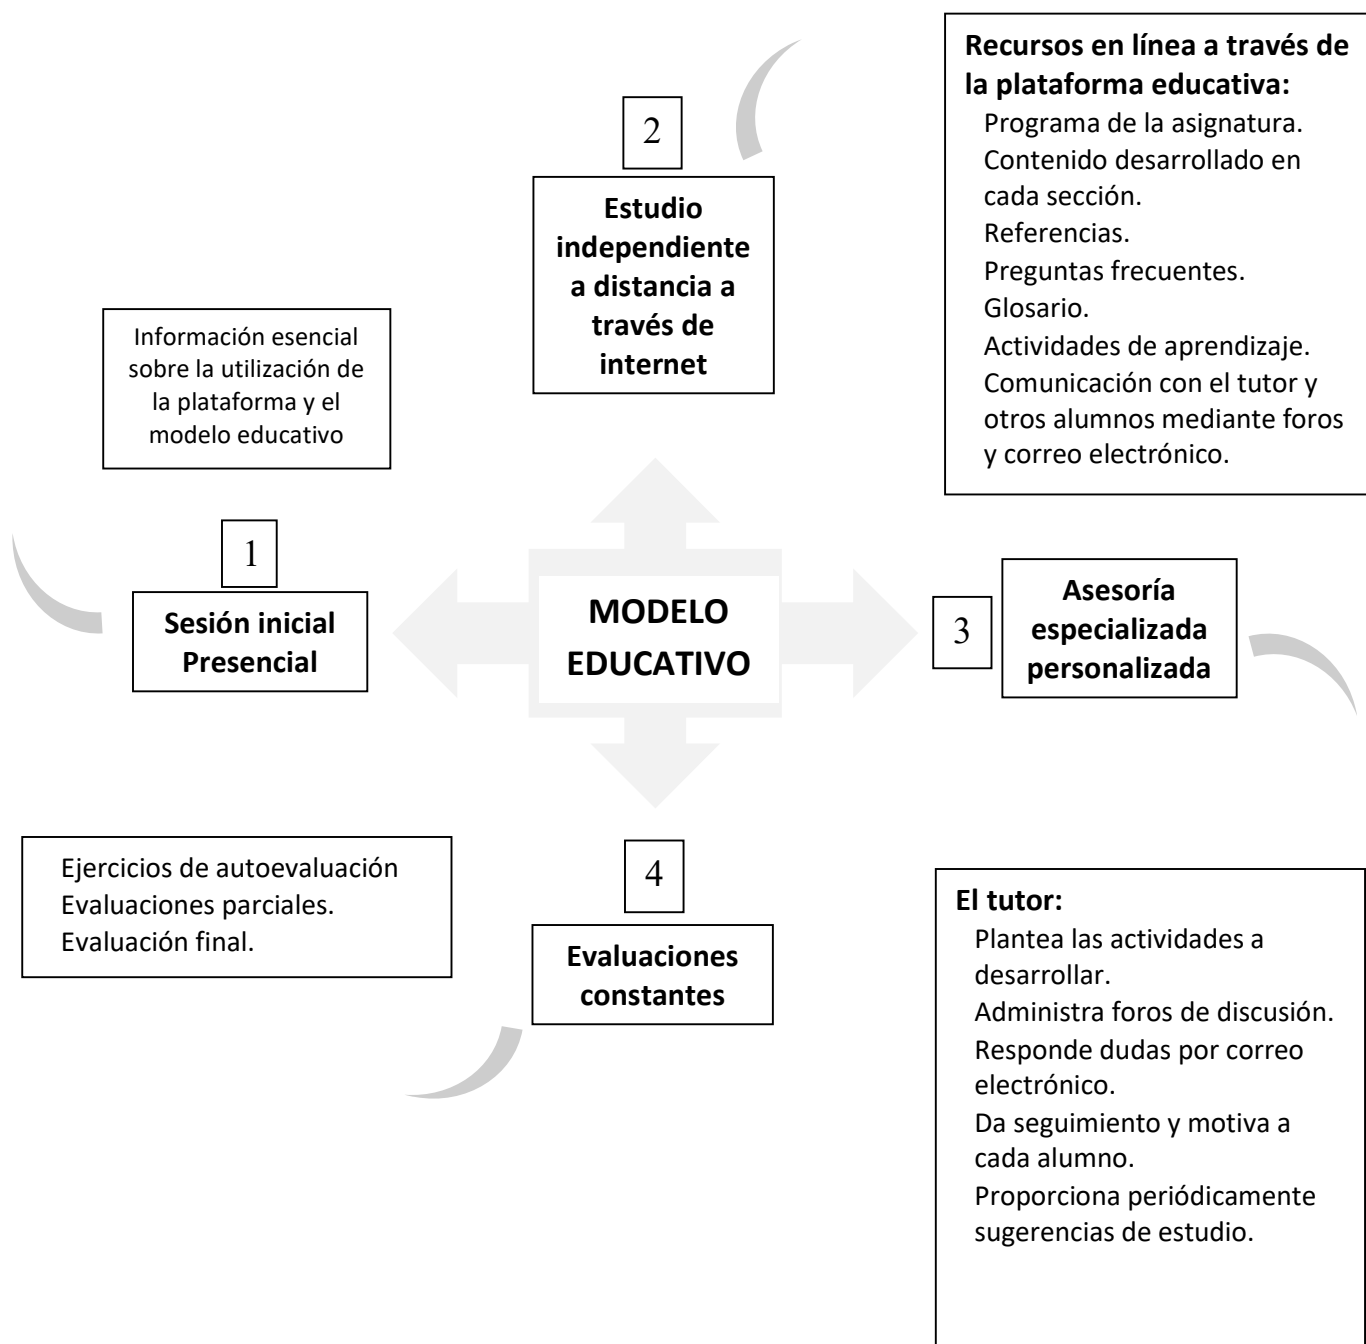 Recursos en línea a través de
la plataforma educativa:
Programa de la asignatura.
Contenido desarrollado en
cada sección.
Referencias.
Preguntas frecuentes.
Glosario.
Actividades de aprendizaje.
Comunicación con el tutor y
otros alumnos mediante foros
y correo electrónico.
2
Estudio
independiente
a distancia a
través de
internet
Información esencial
sobre la utilización de
la plataforma y el
modelo educativo
1
Sesión inicial
Presencial
MODELO
EDUCATIVO
3
Asesoría
especializada
personalizada
Ejercicios de autoevaluación
Evaluaciones parciales.
Evaluación final.
4
Evaluaciones
constantes
El tutor:
Plantea las actividades a
desarrollar.
Administra foros de discusión.
Responde dudas por correo
electrónico.
Da seguimiento y motiva a
cada alumno.
Proporciona periódicamente
sugerencias de estudio.